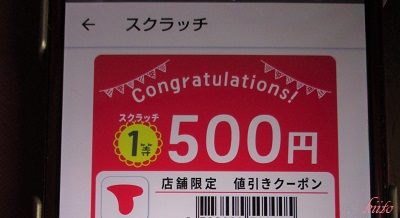 ← スクラッチ
Congratulations!
スクラッチ
1等
500円
店舗限定 値引きクーポン